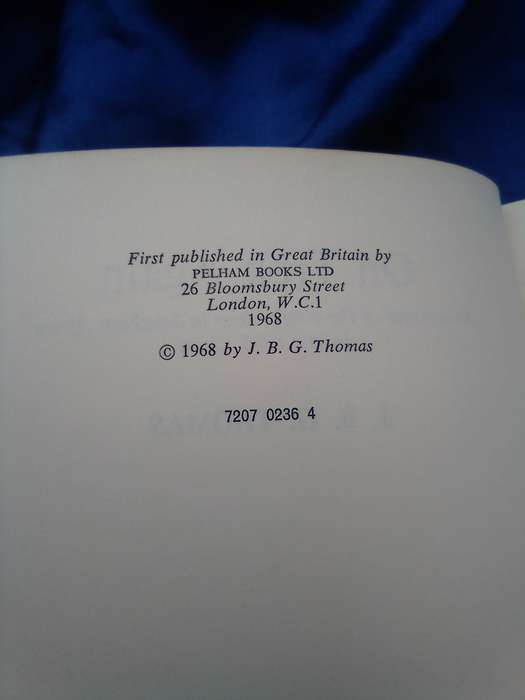 First published in Great Britain by
PELHAM BOOKS LTD
26 Bloomsbury Street
London, W.C.1
1968
© 1968 by J. B. G. Thomas
7207 0236 4